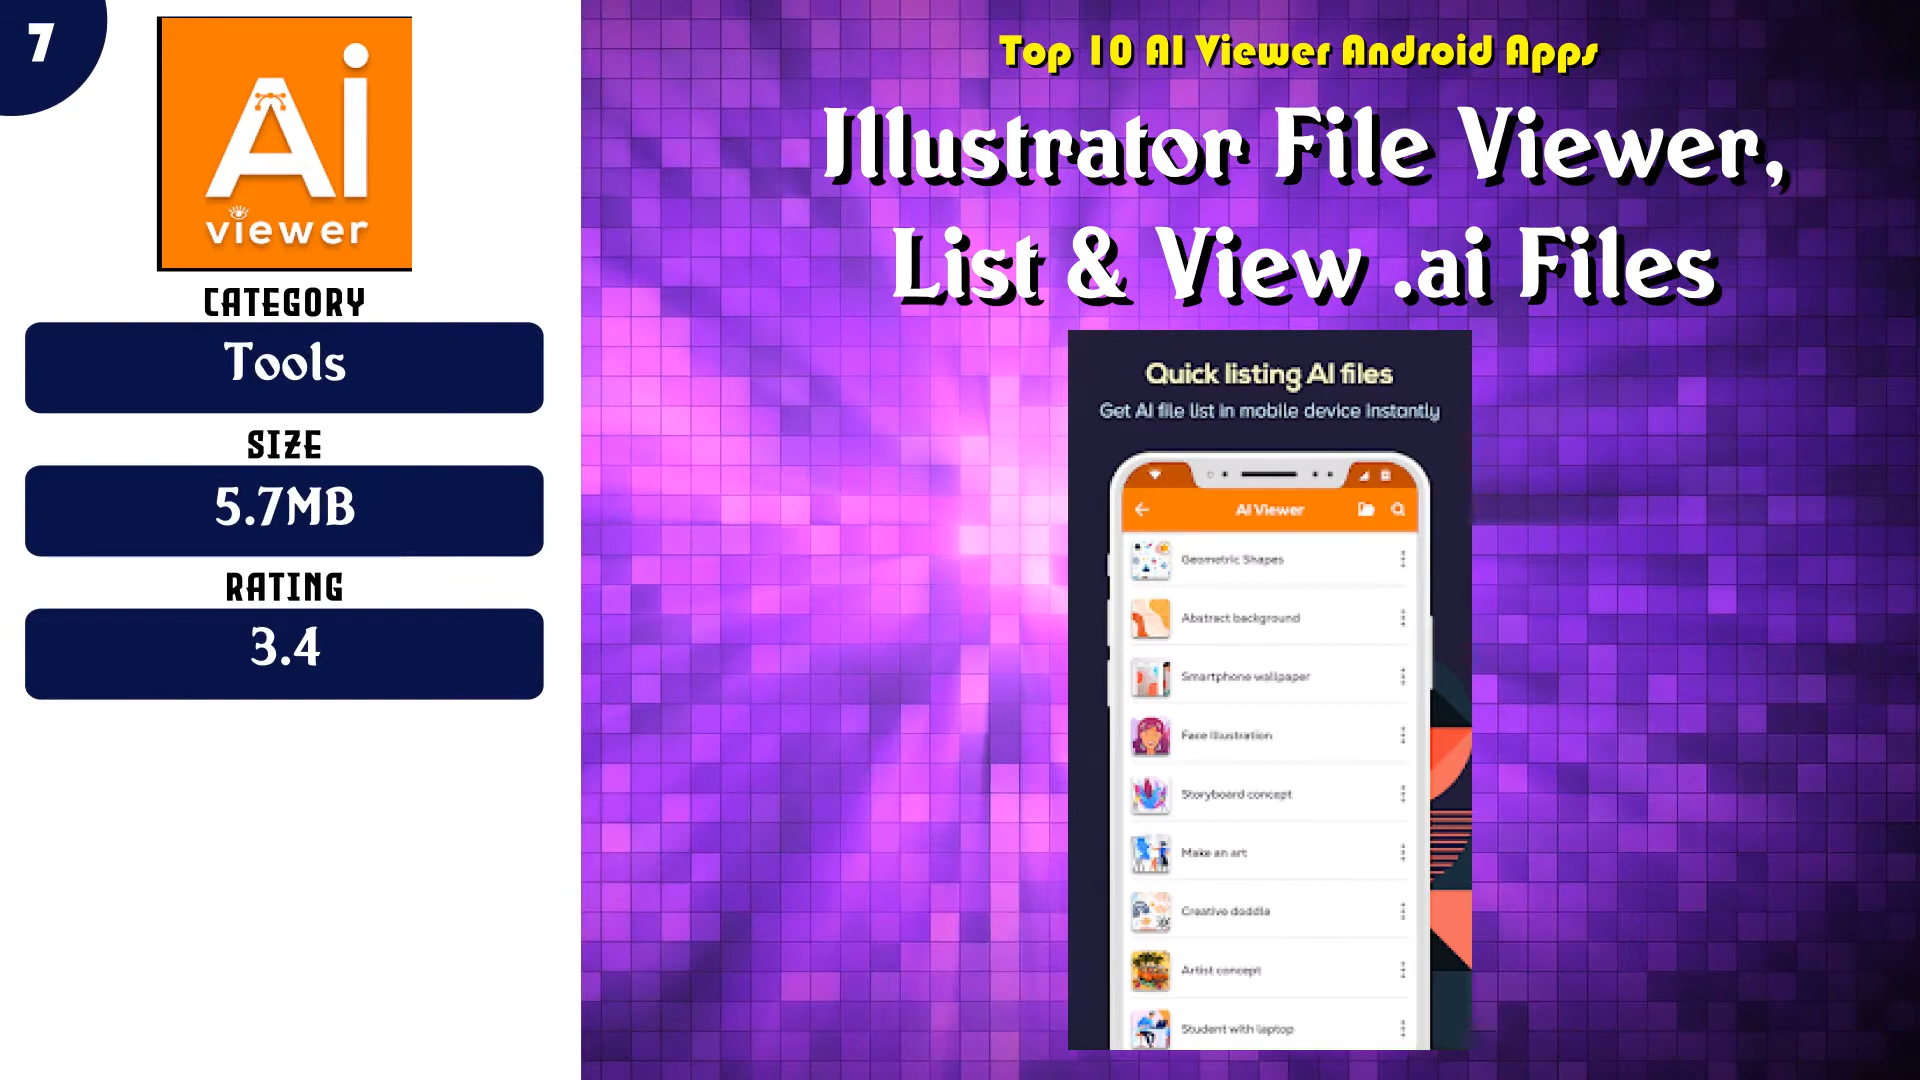 7
Ai
viewer
CATEGORY
Tools
SIZE
5.7MB
RATING
3.4
Top 10 AI Viewer Android Apps
Illustrator File Viewer,
List & View .ai Files
Quick listing AI files
Get AI file list in mobile device instantly
AI Viewer
Geometric Shapes
Abstract background
Smartphone wallpaper
Face Illustration
Storyboard concept
Make an art
Creative doddle
Artist concept
Student with laptop